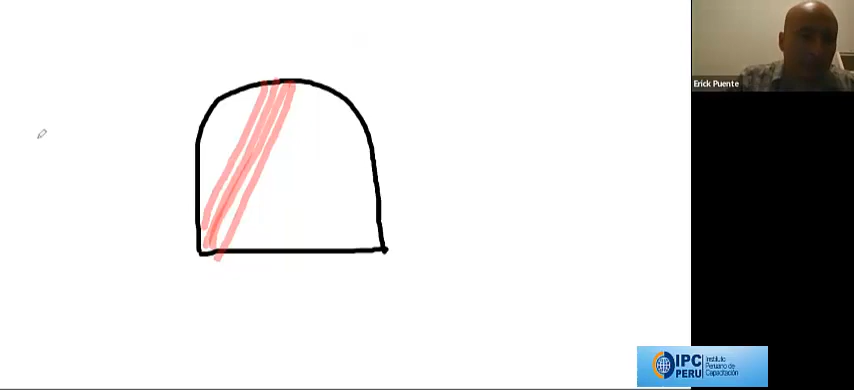 Erick Puente
IPC
PERU
Instituto
Peruano de
Capacitación